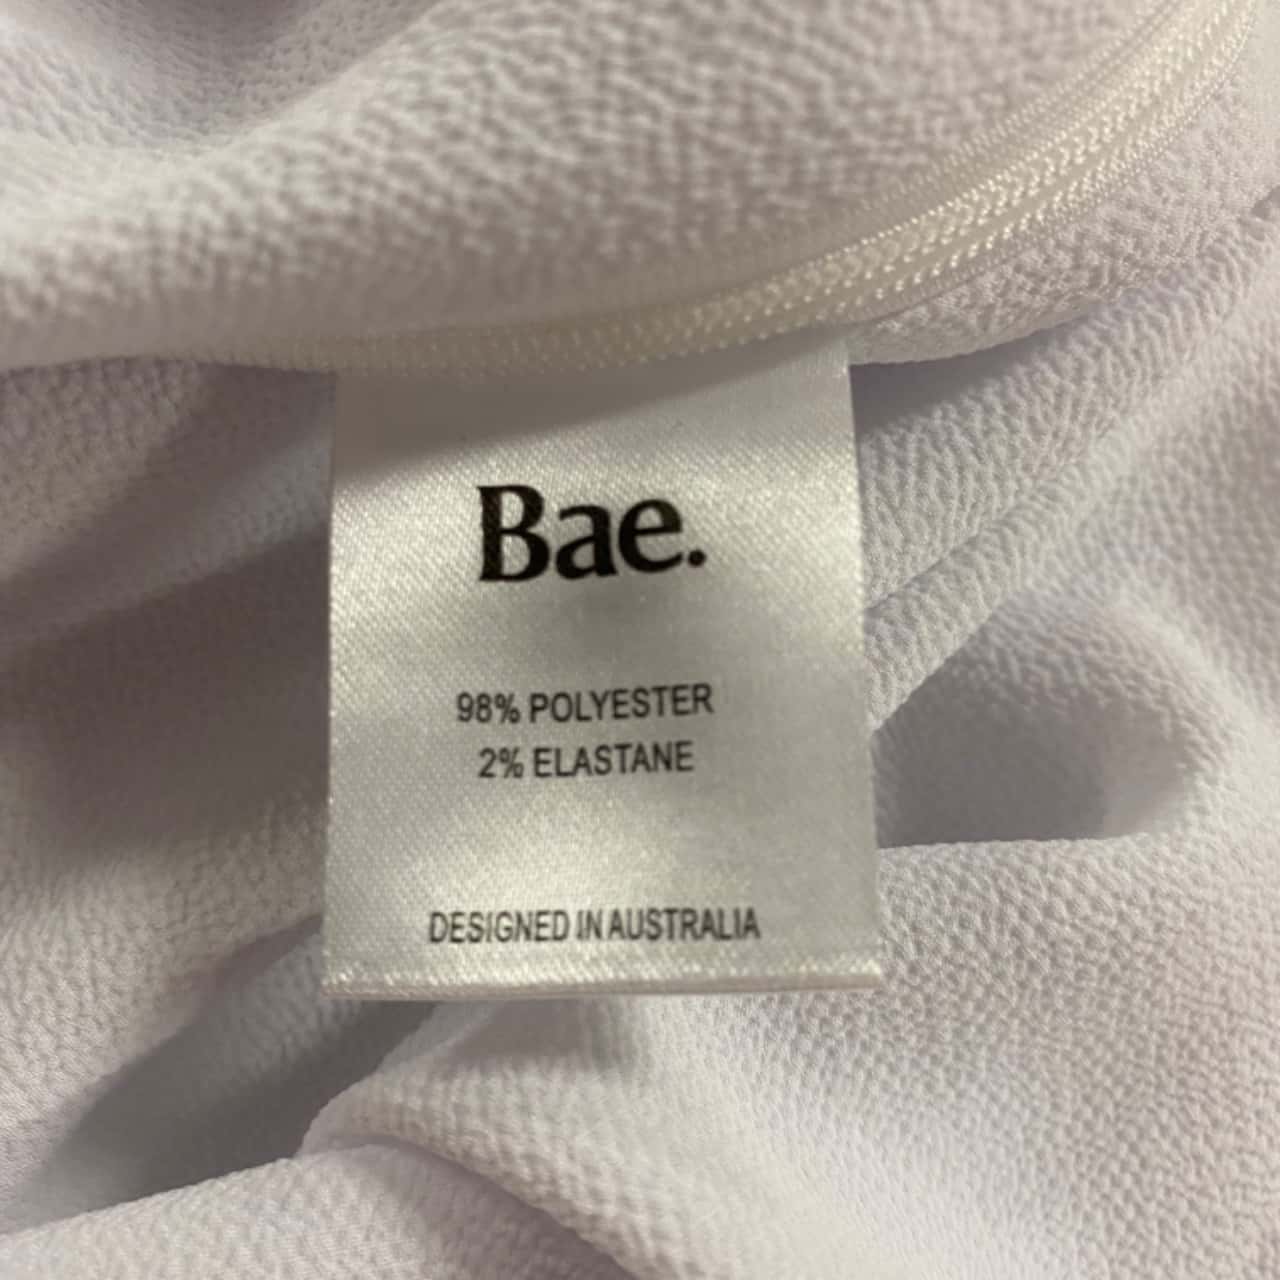 Bae.
98% POLYESTER
2% ELASTANE
DESIGNED IN AUSTRALIA